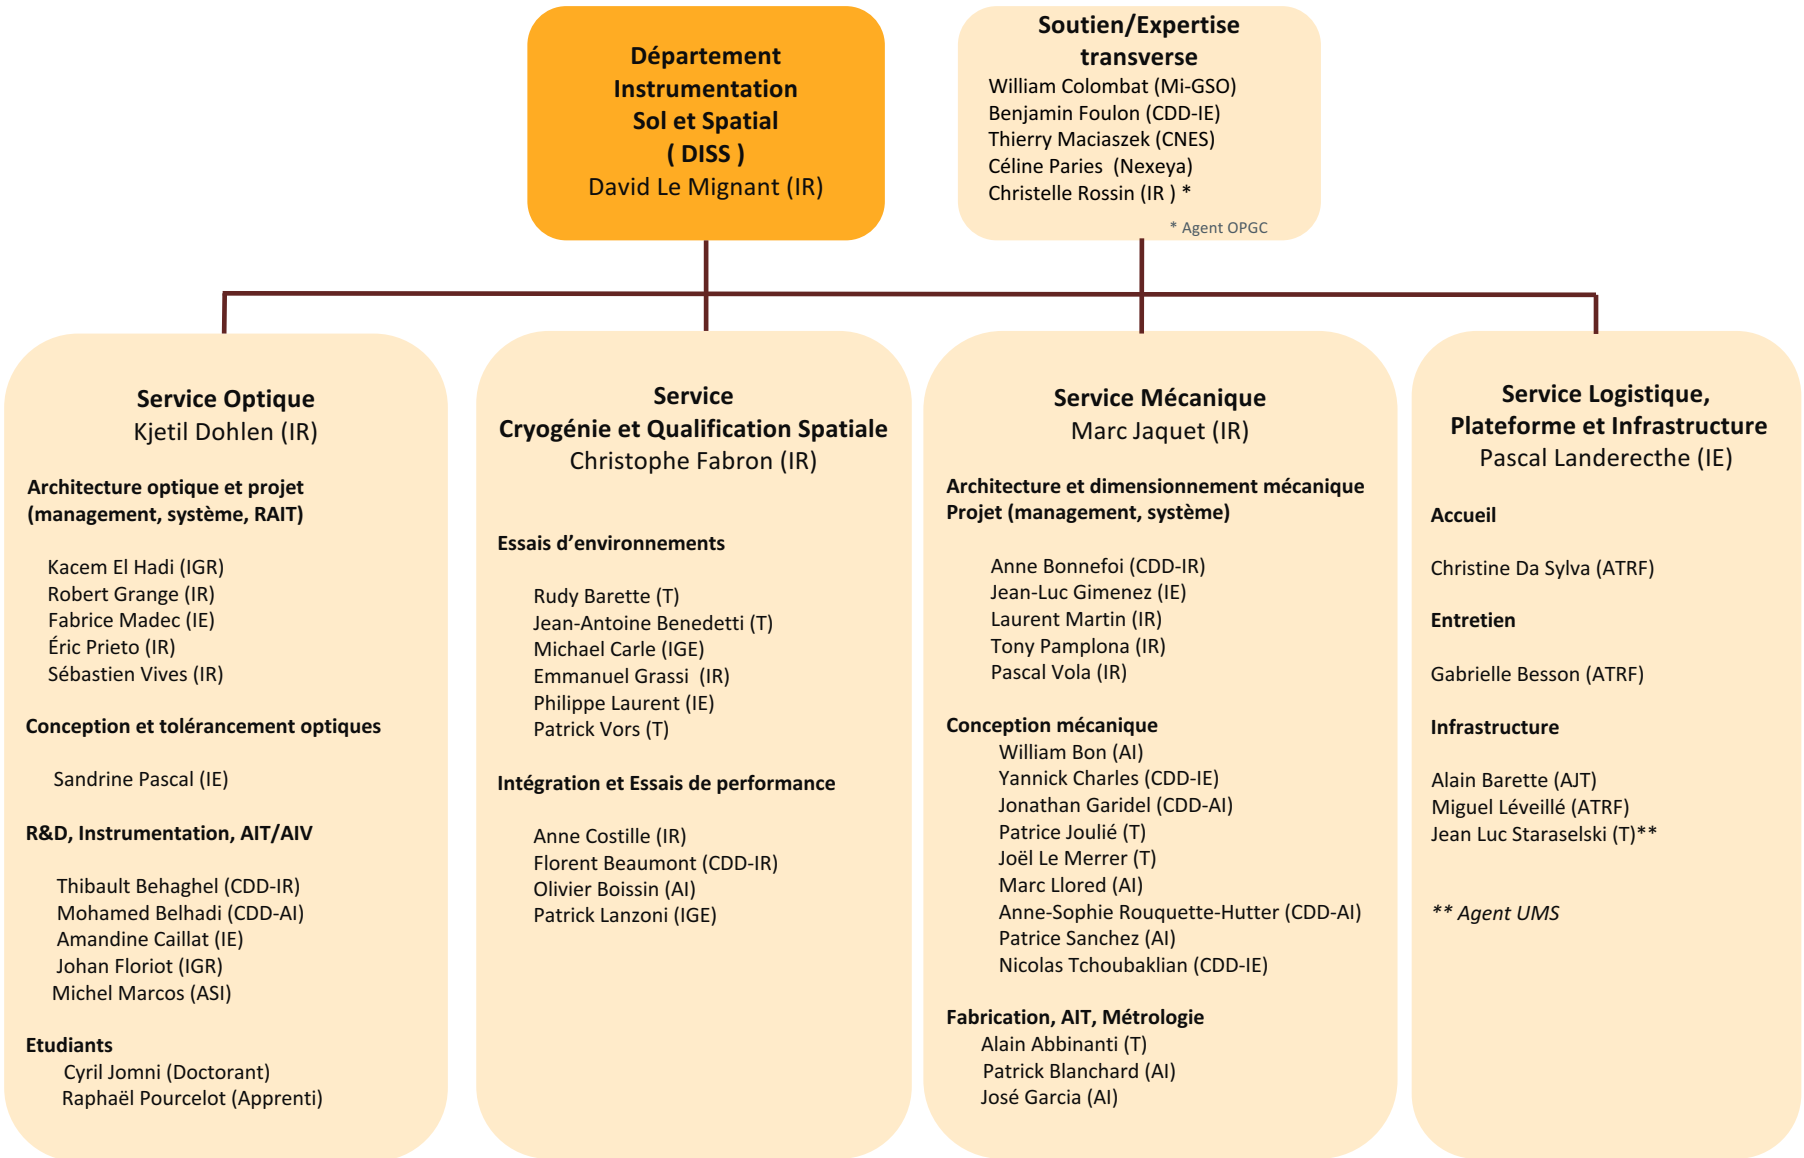 Département
Instrumentation
Sol et Spatial
( DISS )
David Le Mignant (IR)
Soutien/Expertise
transverse
William Colombat (Mi-GSO)
Benjamin Foulon (CDD-IE)
Thierry Maciaszek (CNES)
Céline Paries (Nexeya)
Christelle Rossin (IR ) *
* Agent OPGC
Service Optique
Kjetil Dohlen (IR)
Architecture optique et projet
(management, système, RAIT)
Kacem El Hadi (IGR)
Robert Grange (IR)
Fabrice Madec (IE)
Éric Prieto (IR)
Sébastien Vives (IR)
Conception et tolérancement optiques
Sandrine Pascal (IE)
R&D, Instrumentation, AIT/AIV
Thibault Behaghel (CDD-IR)
Mohamed Belhadi (CDD-AI)
Amandine Caillat (IE)
Johan Floriot (IGR)
Michel Marcos (ASI)
Etudiants
Cyril Jomni (Doctorant)
Raphaël Pourcelot (Apprenti)
Service
Cryogénie et Qualification Spatiale
Christophe Fabron (IR)
Essais d’environnements
Rudy Barette (T)
Jean-Antoine Benedetti (T)
Michael Carle (IGE)
Emmanuel Grassi (IR)
Philippe Laurent (IE)
Patrick Vors (T)
Intégration et Essais de performance
Anne Costille (IR)
Florent Beaumont (CDD-IR)
Olivier Boissin (AI)
Patrick Lanzoni (IGE)
Service Mécanique
Marc Jaquet (IR)
Architecture et dimensionnement mécanique
Projet (management, système)
Anne Bonnefoi (CDD-IR)
Jean-Luc Gimenez (IE)
Laurent Martin (IR)
Tony Pamplona (IR)
Pascal Vola (IR)
Conception mécanique
William Bon (AI)
Yannick Charles (CDD-IE)
Jonathan Garidel (CDD-AI)
Patrice Joulié (T)
Joël Le Merrer (T)
Marc Llored (AI)
Anne-Sophie Rouquette-Hutter (CDD-AI)
Patrice Sanchez (AI)
Nicolas Tchoubaklian (CDD-IE)
Fabrication, AIT, Métrologie
Alain Abbinanti (T)
Patrick Blanchard (AI)
José Garcia (AI)
Service Logistique,
Plateforme et Infrastructure
Pascal Landerecthe (IE)
Accueil
Christine Da Sylva (ATRF)
Entretien
Gabrielle Besson (ATRF)
Infrastructure
Alain Barette (AJT)
Miguel Léveillé (ATRF)
Jean Luc Staraselski (T)**
** Agent UMS